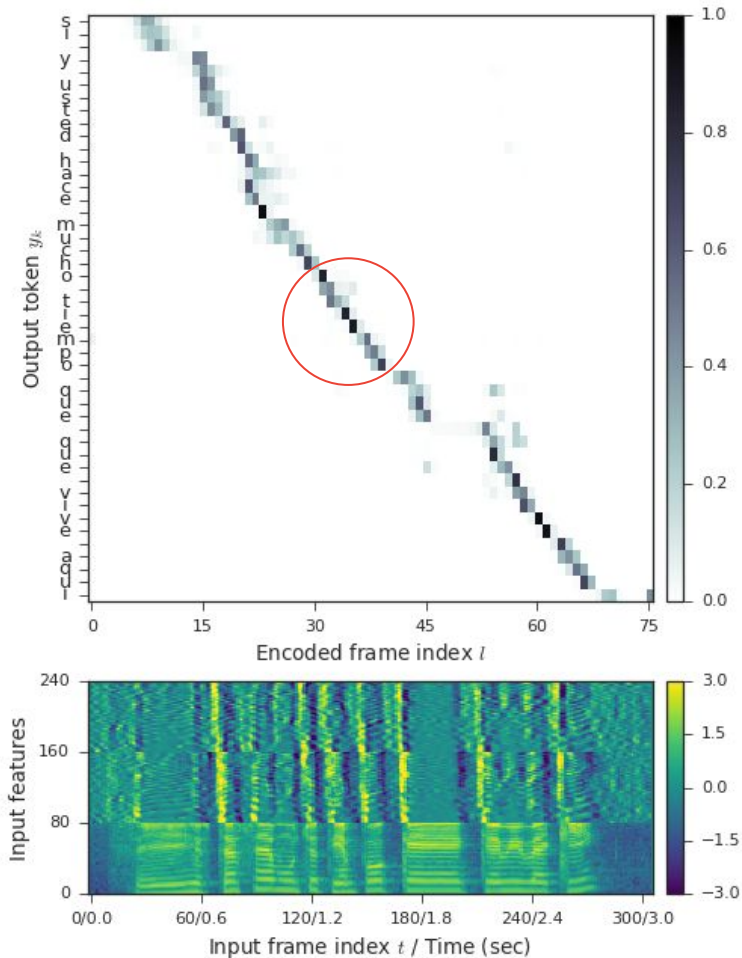 s
i
y
u
s
t
e
d
h
a
c
e
m
u
c
h
o
t
i
e
m
p
o
q
u
e
q
u
e
v
i
v
e
a
q
u
i
Output token y_k
1.0
0.8
0.6
0.4
0.2
0.0
0 15 30 45 60 75
Encoded frame index l
240
160
80
0
Input features
3.0
1.5
0.0
−1.5
−3.0
0/0.0 60/0.6 120/1.2 180/1.8 240/2.4 300/3.0
Input frame index t / Time (sec)